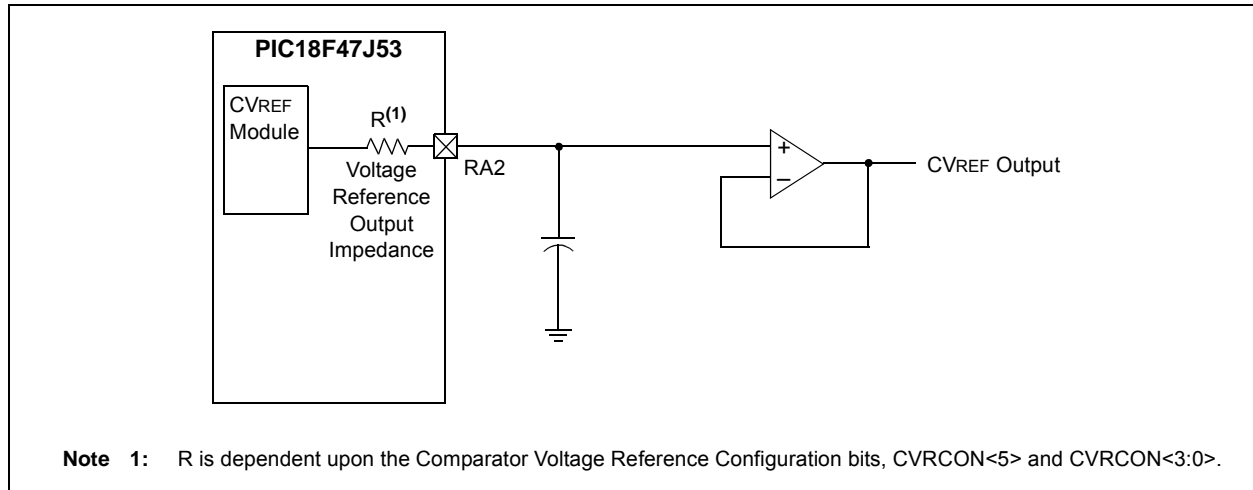 PIC18F47J53
CVREF
Module
R(1)
Voltage
Reference
Output
Impedance
RA2
+
–
CVREF Output
Note 1: R is dependent upon the Comparator Voltage Reference Configuration bits, CVRCON<5> and CVRCON<3:0>.